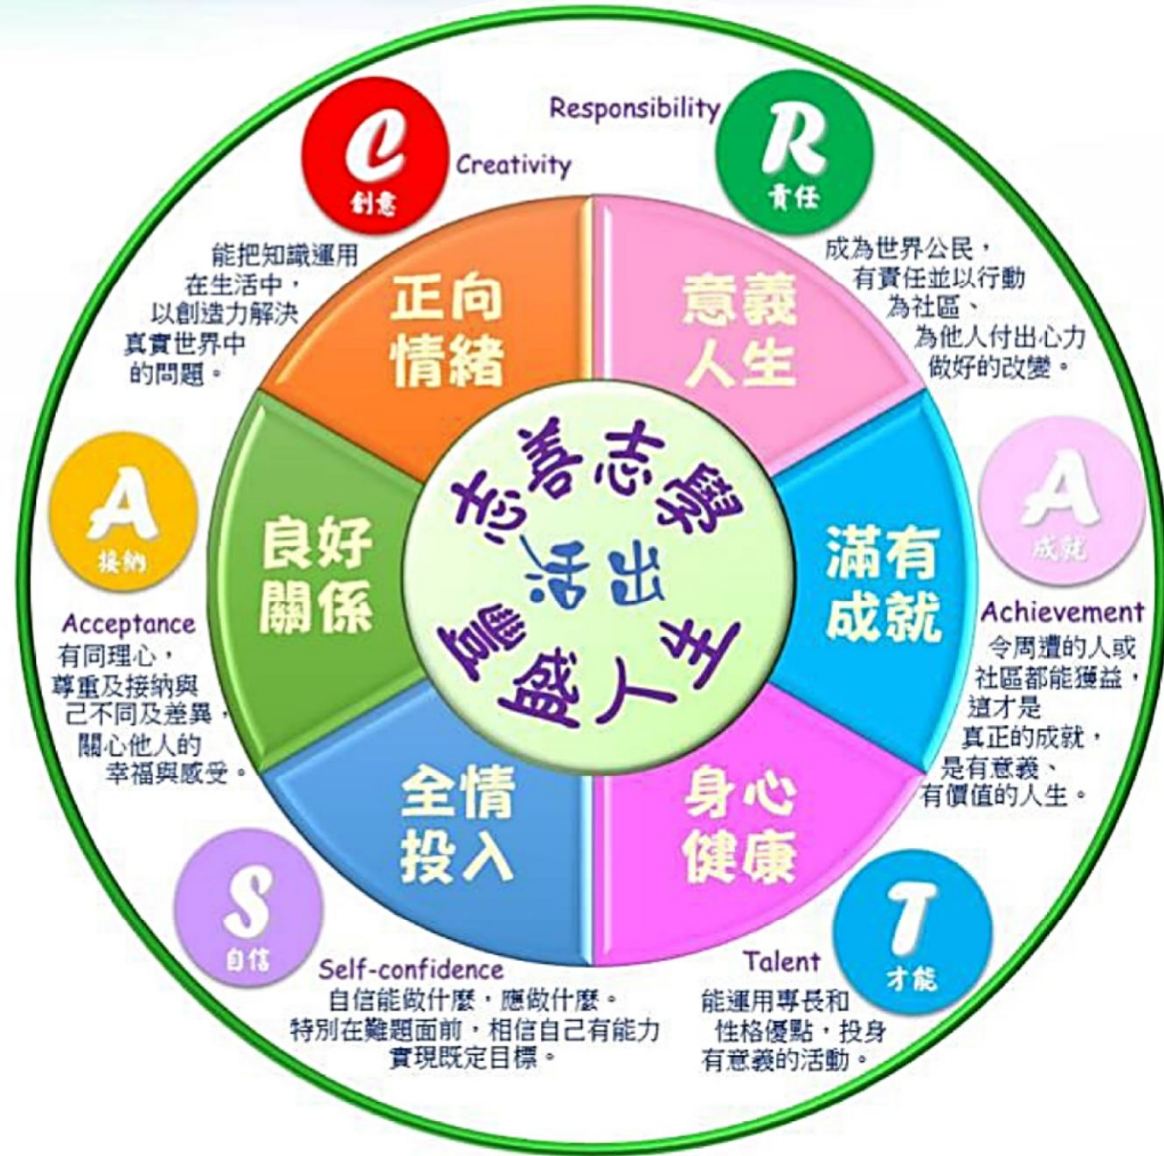 C
創意
Creativity
能把知識運用
在生活中，
以創造力解決
真實世界中
的問題。
Responsibility
R
責任
成為世界公民，
有責任並以行動
為社區、
為他人付出心力
做好的改變。
正向
情緒
意義
人生
A
接納
Acceptance
有同理心，
尊重及接納與
己不同及差異，
關心他人的
幸福與感受。
良好
關係
志善志學
活出
豐盛人生
滿有
成就
A
成就
Achievement
令周遭的人或
社區都能獲益，
這才是
真正的成就，
是有意義、
有價值的人生。
全情
投入
身心
健康
S
自信
Self-confidence
自信能做什麼，應做什麼。
特別在難題面前，相信自己有能力
實現既定目標。
T
才能
Talent
能運用專長和
性格優點，投身
有意義的活動。